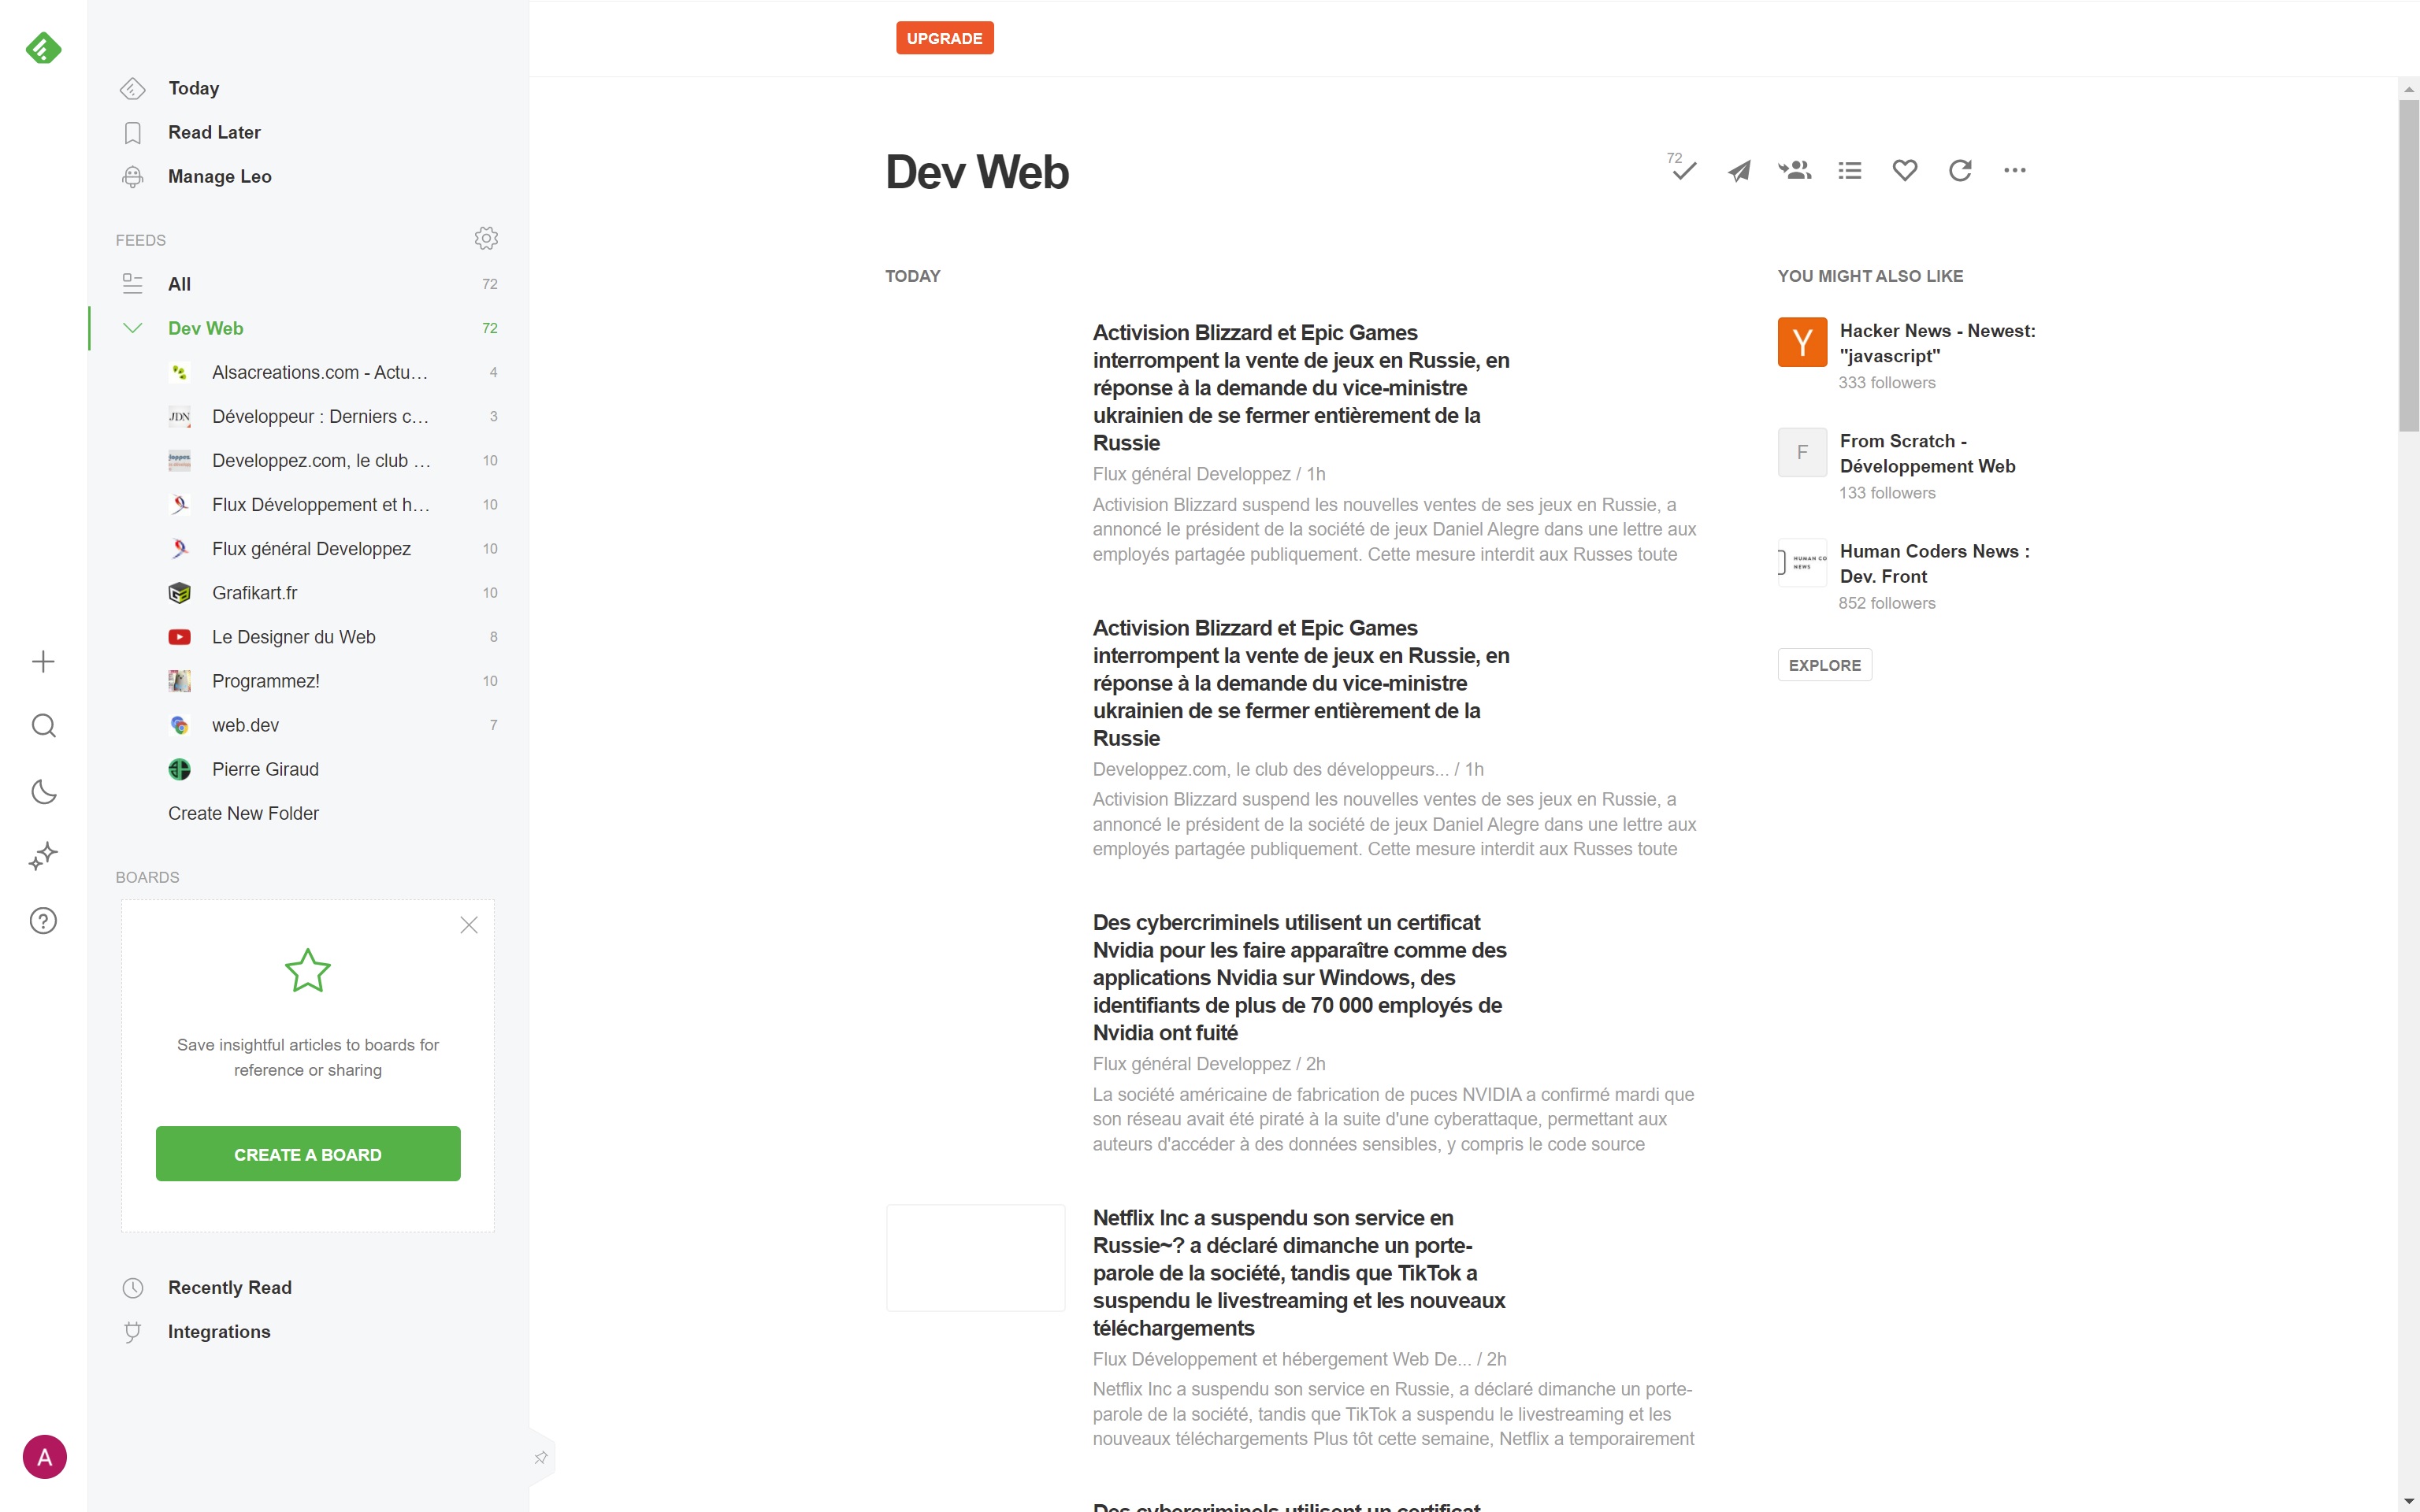 UPGRADE
Today
Read Later
Manage Leo
FEEDS
All 72
Dev Web 72
Alsacreations.com - Actu... 4
JDN Développeur : Derniers c... 3
Developpez.com, le club ... 10
Flux Développement et h... 10
Flux général Developpez 10
Grafikart.fr 10
Le Designer du Web 8
Programmez! 10
web.dev 7
Pierre Giraud
Create New Folder
BOARDS
Save insightful articles to boards for
reference or sharing
CREATE A BOARD
Recently Read
Integrations
A
Dev Web
72
TODAY
Activision Blizzard et Epic Games
interrompent la vente de jeux en Russie, en
réponse à la demande du vice-ministre
ukrainien de se fermer entièrement de la
Russie
Flux général Developpez / 1h
Activision Blizzard suspend les nouvelles ventes de ses jeux en Russie, a
annoncé le président de la société de jeux Daniel Alegre dans une lettre aux
employés partagée publiquement. Cette mesure interdit aux Russes toute
Activision Blizzard et Epic Games
interrompent la vente de jeux en Russie, en
réponse à la demande du vice-ministre
ukrainien de se fermer entièrement de la
Russie
Developpez.com, le club des développeurs... / 1h
Activision Blizzard suspend les nouvelles ventes de ses jeux en Russie, a
annoncé le président de la société de jeux Daniel Alegre dans une lettre aux
employés partagée publiquement. Cette mesure interdit aux Russes toute
Des cybercriminels utilisent un certificat
Nvidia pour les faire apparaître comme des
applications Nvidia sur Windows, des
identifiants de plus de 70 000 employés de
Nvidia ont fuité
Flux général Developpez / 2h
La société américaine de fabrication de puces NVIDIA a confirmé mardi que
son réseau avait été piraté à la suite d'une cyberattaque, permettant aux
auteurs d'accéder à des données sensibles, y compris le code source
Netflix Inc a suspendu son service en
Russie~? a déclaré dimanche un porte-
parole de la société, tandis que TikTok a
suspendu le livestreaming et les nouveaux
téléchargements
Flux Développement et hébergement Web De... / 2h
Netflix Inc a suspendu son service en Russie, a déclaré dimanche un porte-
parole de la société, tandis que TikTok a suspendu le livestreaming et les
nouveaux téléchargements Plus tôt cette semaine, Netflix a temporairement
Des cybercriminels utilisent un certificat
YOU MIGHT ALSO LIKE
Y
Hacker News - Newest:
"javascript"
333 followers
F
From Scratch -
Développement Web
133 followers
HUMAN CO
NEWS
Human Coders News :
Dev. Front
852 followers
EXPLORE